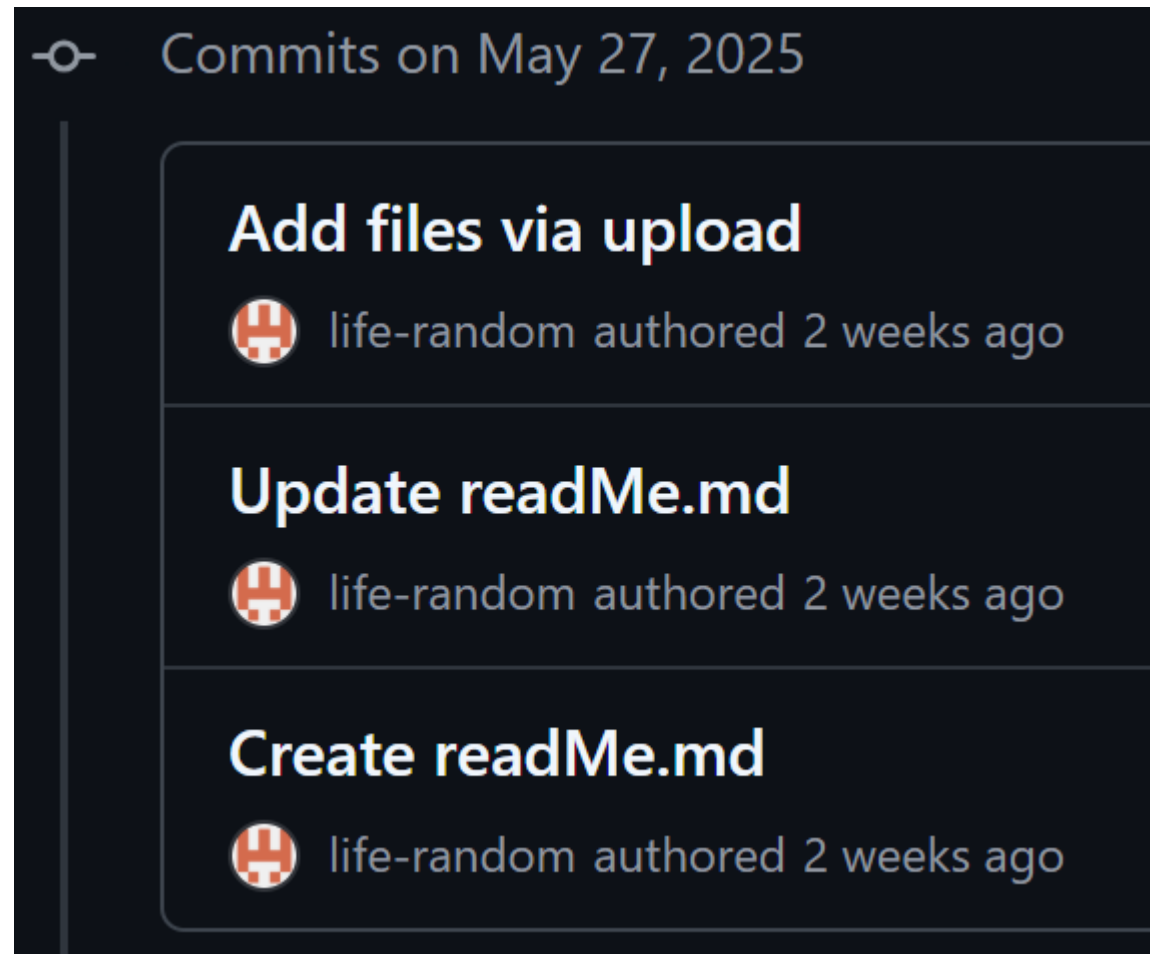 Commits on May 27, 2025
Add files via upload
life-random authored 2 weeks ago
Update readMe.md
life-random authored 2 weeks ago
Create readMe.md
life-random authored 2 weeks ago